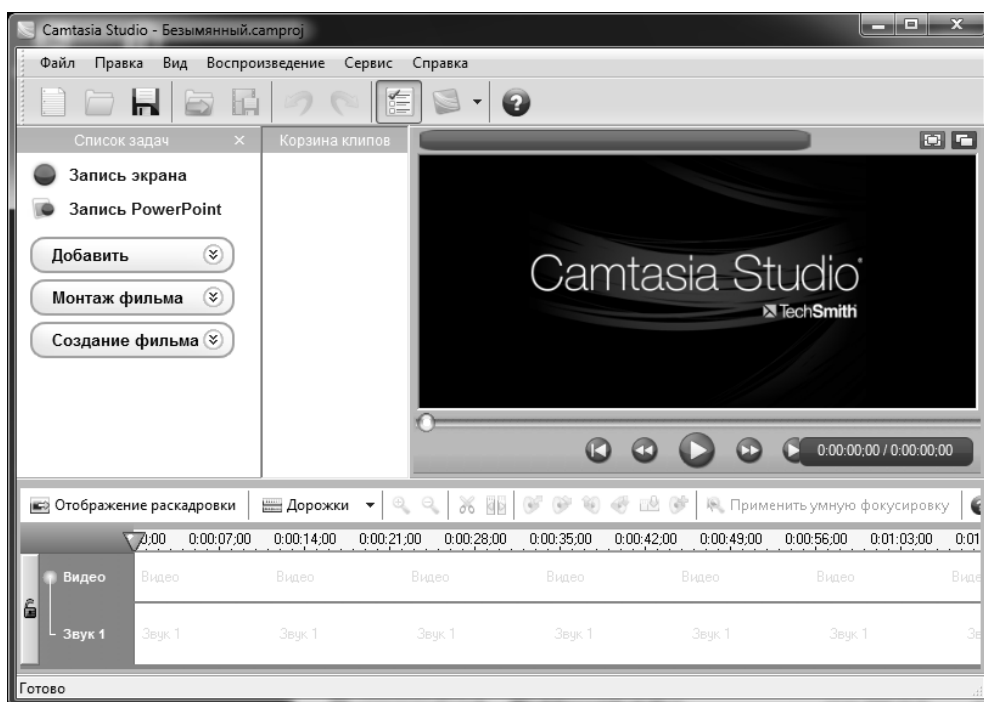 Camtasia Studio - Безымянный.camproj
Файл Правка Вид Воспроизведение Сервис Справка
Список задач
Корзина клипов
Запись экрана
Запись PowerPoint
Добавить
Монтаж фильма
Создание фильма
Camtasia Studio
TechSmith
0:00:00;00 / 0:00:00;00
Отображение раскадровки Дорожки Применить умную фокусировку
0:00:07;00 0:00:14;00 0:00:21;00 0:00:28;00 0:00:35;00 0:00:42;00 0:00:49;00 0:00:56;00 0:01:03;00
Видео Видео Видео Видео Видео Видео Видео
Звук 1 Звук 1 Звук 1 Звук 1 Звук 1 Звук 1 Звук 1
Готово